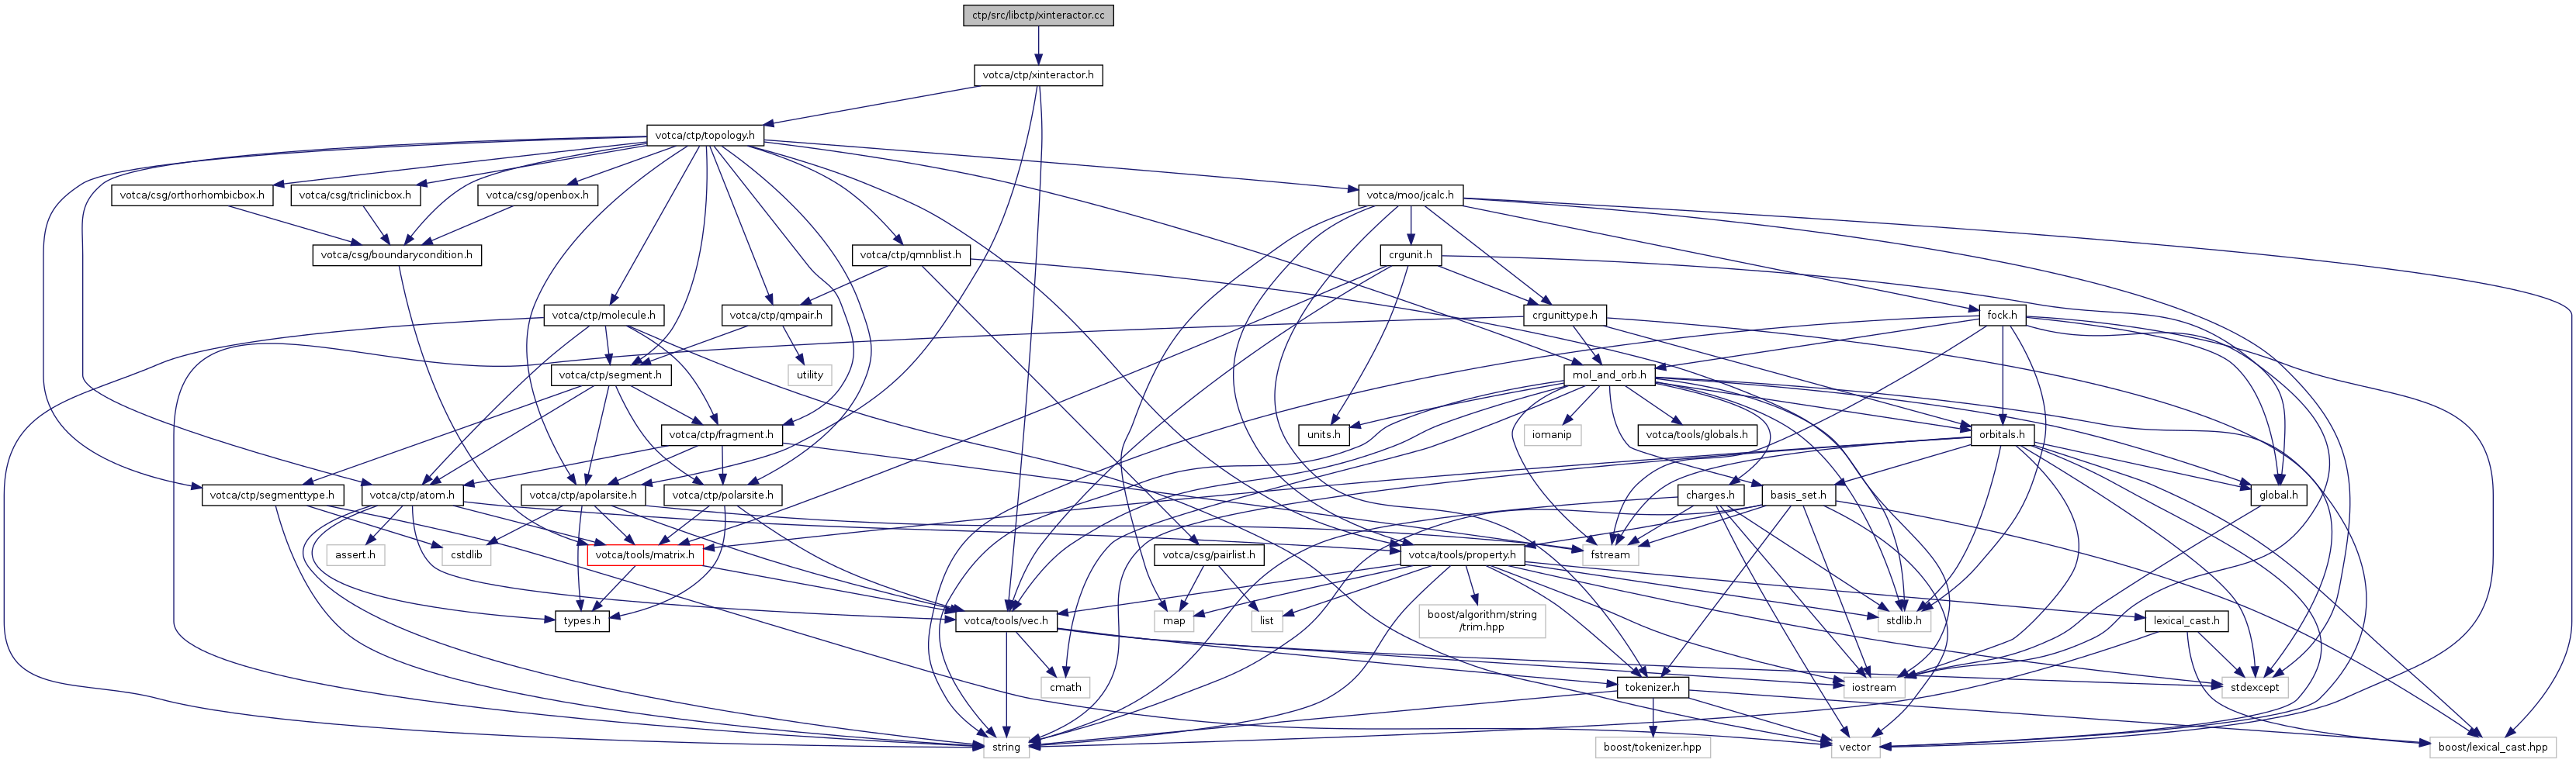 ctp/src/libctp/xinteractor.cc
votca/ctp/xinteractor.h
votca/ctp/topology.h
votca/csg/orthorhombicbox.h
votca/csg/triclinicbox.h
votca/csg/openbox.h
votca/moo/jcalc.h
votca/csg/boundarycondition.h
votca/ctp/qmnblist.h
crgunit.h
votca/ctp/molecule.h
votca/ctp/qmpair.h
crgunittype.h
fock.h
votca/ctp/segment.h
utility
mol_and_orb.h
votca/ctp/fragment.h
units.h
iomanip
votca/tools/globals.h
orbitals.h
votca/ctp/segmenttype.h
votca/ctp/atom.h
votca/ctp/apolarsite.h
votca/ctp/polarsite.h
charges.h
basis_set.h
global.h
assert.h
cstdlib
votca/tools/matrix.h
votca/csg/pairlist.h
votca/tools/property.h
fstream
types.h
votca/tools/vec.h
map
list
boost/algorithm/string
/trim.hpp
stdlib.h
lexical_cast.h
cmath
tokenizer.h
iostream
stdexcept
string
boost/tokenizer.hpp
vector
boost/lexical_cast.hpp